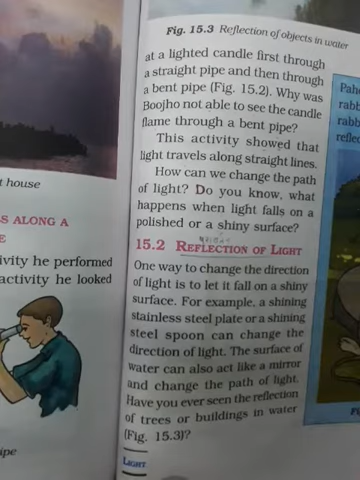 t house
S ALONG A
E
ivity he performed
activity he looked
ipe
Fig. 15.3 Reflection of objects in water
at a lighted candle first through
a straight pipe and then through
a bent pipe (Fig. 15.2). Why was
Boojho not able to see the candle
flame through a bent pipe?
This activity showed that
light travels along straight lines.
How can we change the path
of light? Do you know, what
happens when light falls on a
polished or a shiny surface?
15.2 REFLECTION OF LIGHT
One way to change the direction
of light is to let it fall on a shiny
surface. For example, a shining
stainless steel plate or a shining
steel spoon can change the
direction of light. The surface of
water can also act like a mirror
and change the path of light.
Have you ever seen the reflection
of trees or buildings in water
(Fig. 15.3)?
LIGHT
Pahe
rabb
rabb
reflec
Fi